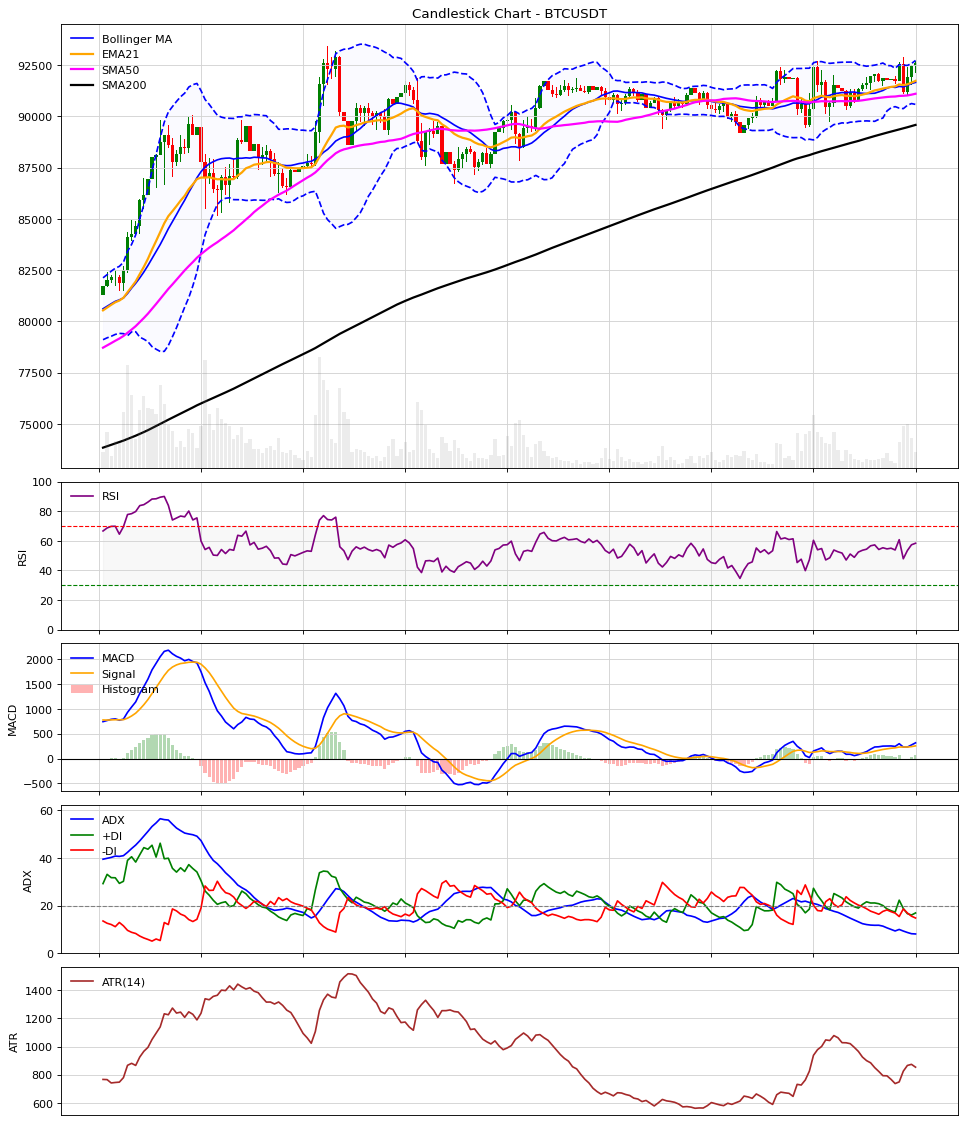 Candlestick Chart - BTCUSDT
Bollinger MA
EMA21
SMA50
SMA200
92500
90000
87500
85000
82500
80000
77500
75000
RSI
RSI
100
80
60
40
20
0
MACD
Signal
Histogram
MACD
2000
1500
1000
500
0
−500
ADX
+DI
-DI
ADX
60
40
20
0
ATR(14)
ATR
1400
1200
1000
800
600